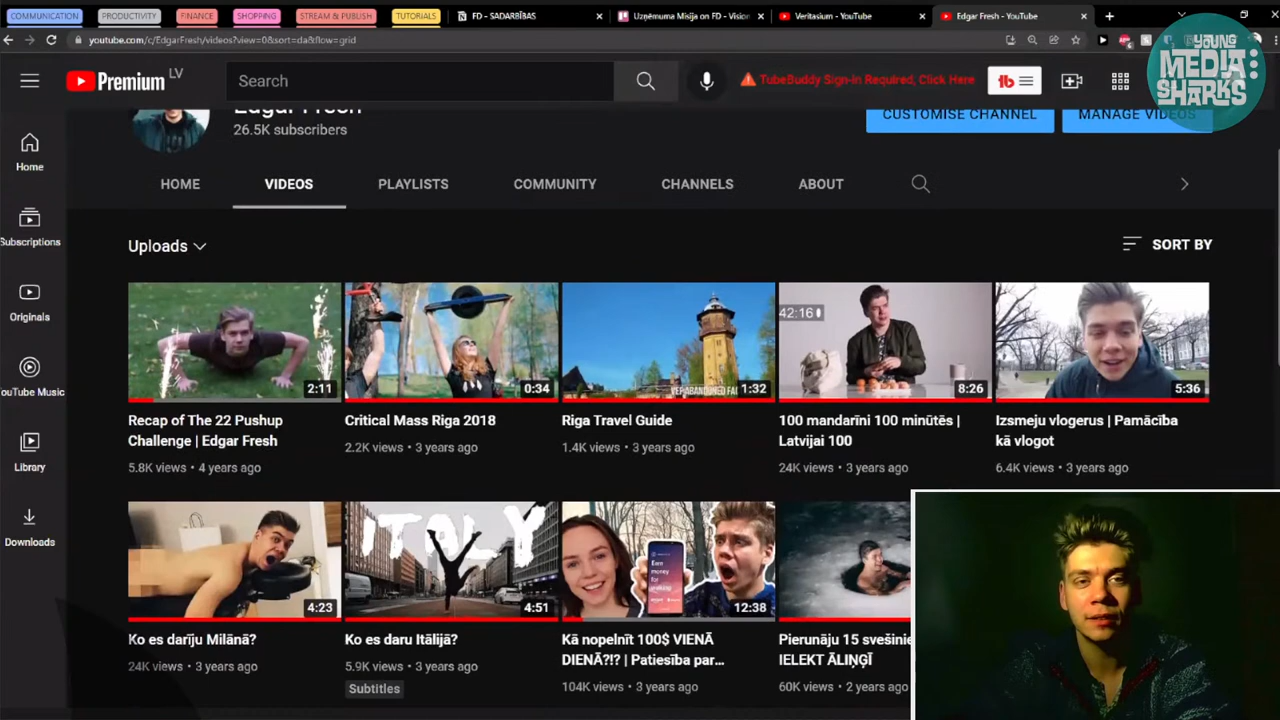 COMMUNICATION PRODUCTIVITY FINANCE SHOPPING STREAM & PUBLISH TUTORIALS FD - SADARBĪBAS Uzņēmuma Misija on FD - Vision Veritasium - YouTube Edgar Fresh - YouTube
youtube.com/c/EdgarFresh/videos?view=0&sort=da&flow=grid
YOUNG
MEDIA
SHARKS
Premium LV
Search
TubeBuddy Sign-in Required, Click Here
tb
Edgar Fresh
26.5K subscribers
CUSTOMISE CHANNEL
MANAGE VIDEOS
Home
Subscriptions
Originals
YouTube Music
Library
Downloads
HOME VIDEOS PLAYLISTS COMMUNITY CHANNELS ABOUT
Uploads
SORT BY
2:11
Recap of The 22 Pushup
Challenge | Edgar Fresh
5.8K views • 4 years ago
0:34
Critical Mass Riga 2018
2.2K views • 3 years ago
1:32
Riga Travel Guide
1.4K views • 3 years ago
42:16
8:26
100 mandarīni 100 minūtēs |
Latvijai 100
24K views • 3 years ago
5:36
Izsmeju vlogerus | Pamācība
kā vlogot
6.4K views • 3 years ago
4:23
Ko es darīju Milānā?
24K views • 3 years ago
ITALY
4:51
Ko es daru Itālijā?
5.9K views • 3 years ago
Subtitles
Earn
money
for
12:38
Kā nopelnīt 100$ VIENĀ
DIENĀ?!? | Patiesība par...
104K views • 3 years ago
Pierunāju 15 svešinie
IELEKT ĀLIŅĢĪ
60K views • 2 years ago